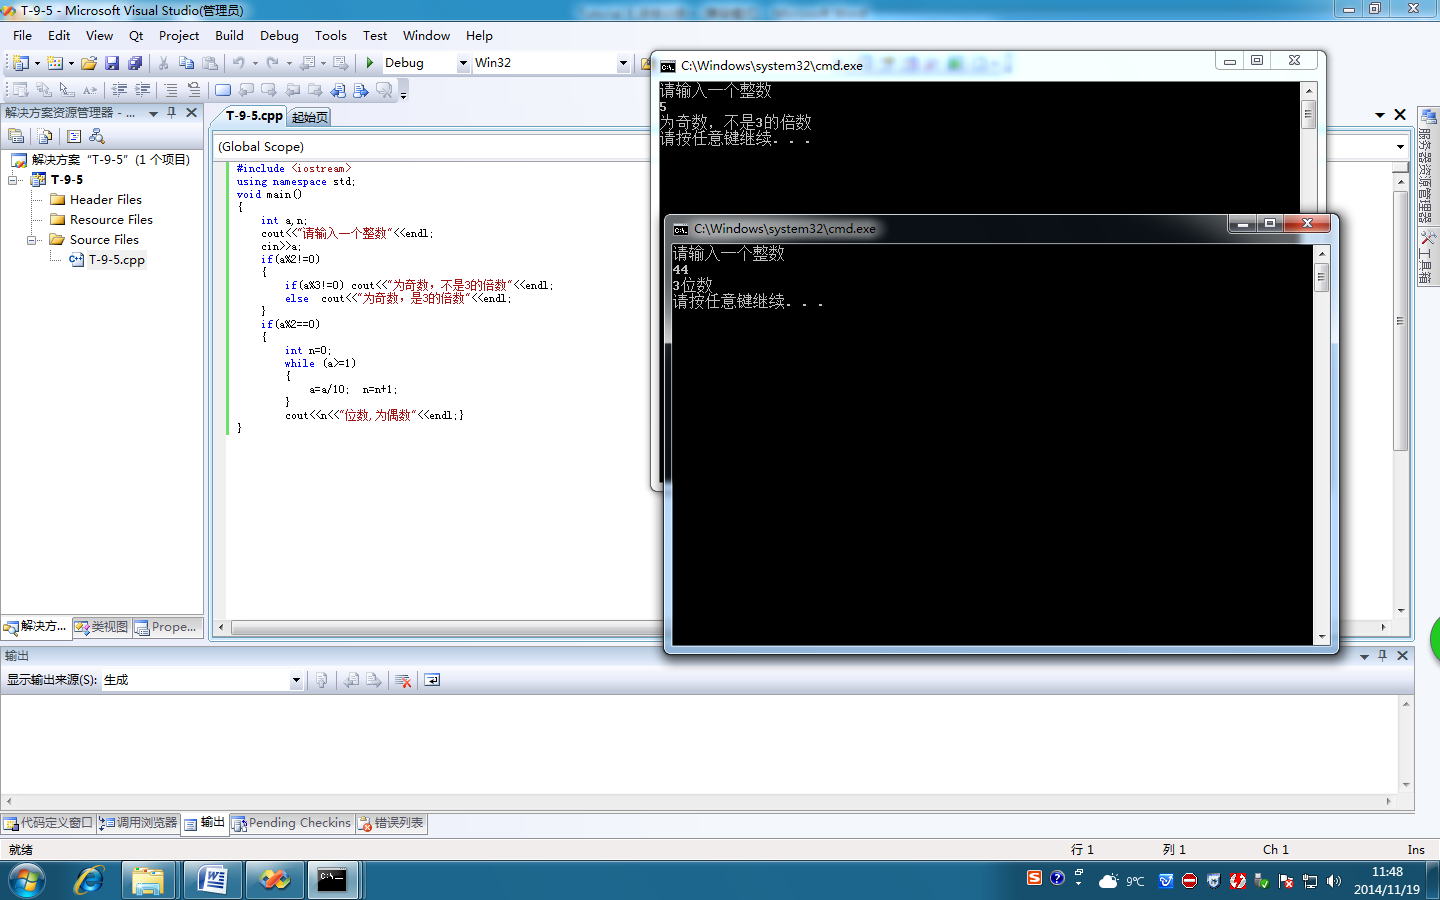 T-9-5 - Microsoft Visual Studio(管理员)
File Edit View Qt Project Build Debug Tools Test Window Help
Debug Win32
解决方案资源管理器 - ...
解决方案 "T-9-5" (1 个项目)
T-9-5
Header Files
Resource Files
Source Files
T-9-5.cpp
解决方... 类视图 Prope...
T-9-5.cpp 起始页
(Global Scope)
#include <iostream>
using namespace std;
void main()
{
int a,n;
cout<<"请输入一个整数"<<endl;
cin>>a;
if(a%2!=0)
{
if(a%3!=0) cout<<"为奇数，不是3的倍数"<<endl;
else cout<<"为奇数，是3的倍数"<<endl;
}
if(a%2==0)
{
int n=0;
while (a>=1)
{
a=a/10; n=n+1;
}
cout<<n<<"位数,为偶数"<<endl;}
}
C:\Windows\system32\cmd.exe
请输入一个整数
5
为奇数，不是3的倍数
请按任意键继续. . .
C:\Windows\system32\cmd.exe
请输入一个整数
44
3位数
请按任意键继续. . .
服务器资源管理器
工具箱
输出
显示输出来源(S): 生成
代码定义窗口 调用浏览器 输出 Pending Checkins 错误列表
就绪 行 1 列 1 Ch 1 Ins
9℃
11:48
2014/11/19